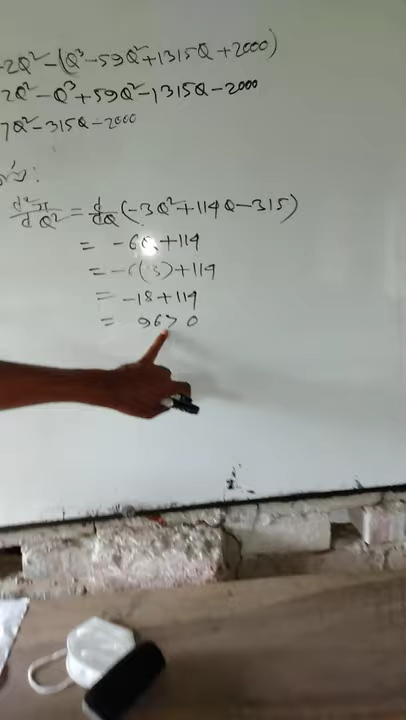 -2Q²-(Q³-59Q²+1315Q+2000)
2Q²-Q³+59Q²-1315Q-2000
7Q²-315Q-2000
d²π/dQ² = d/dQ(-3Q²+114Q-315)
= -6Q+114
= -6(3)+114
= -18+114
= 96>0